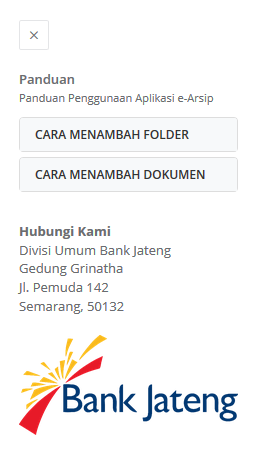 ×
Panduan
Panduan Penggunaan Aplikasi e-Arsip
CARA MENAMBAH FOLDER
CARA MENAMBAH DOKUMEN
Hubungi Kami
Divisi Umum Bank Jateng
Gedung Grinatha
Jl. Pemuda 142
Semarang, 50132
Bank Jateng